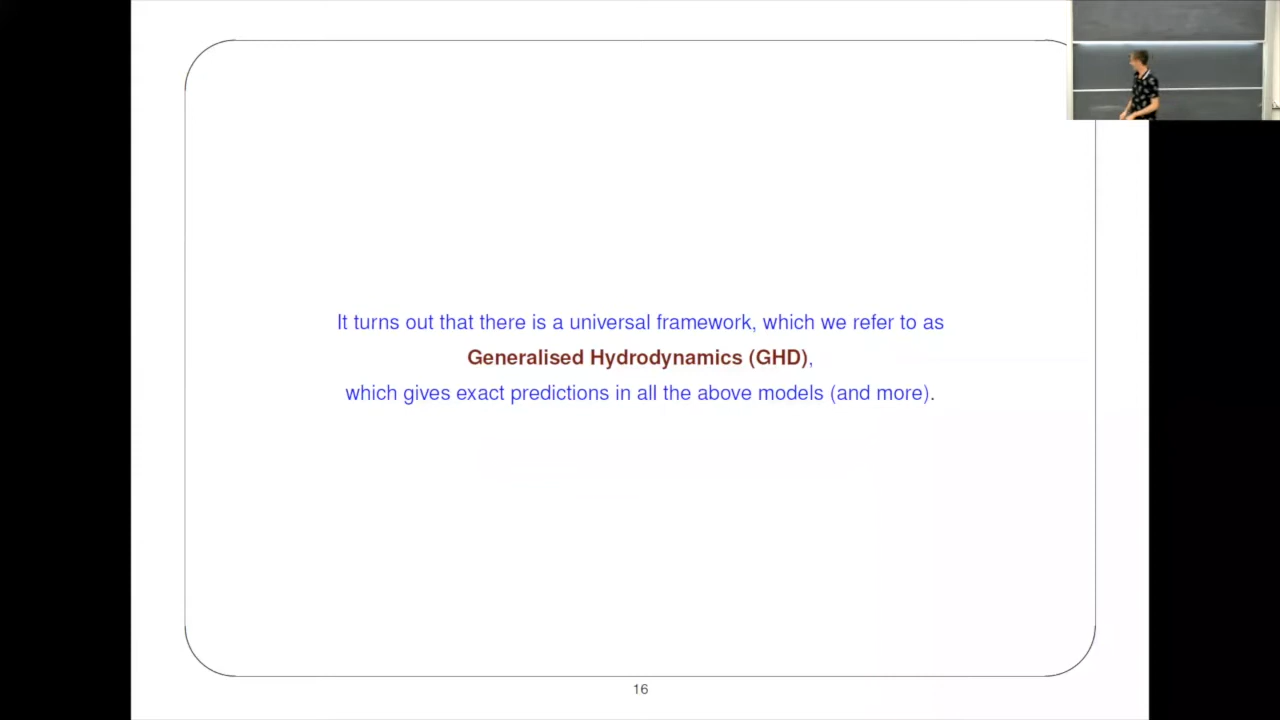 It turns out that there is a universal framework, which we refer to as
Generalised Hydrodynamics (GHD),
which gives exact predictions in all the above models (and more).
16